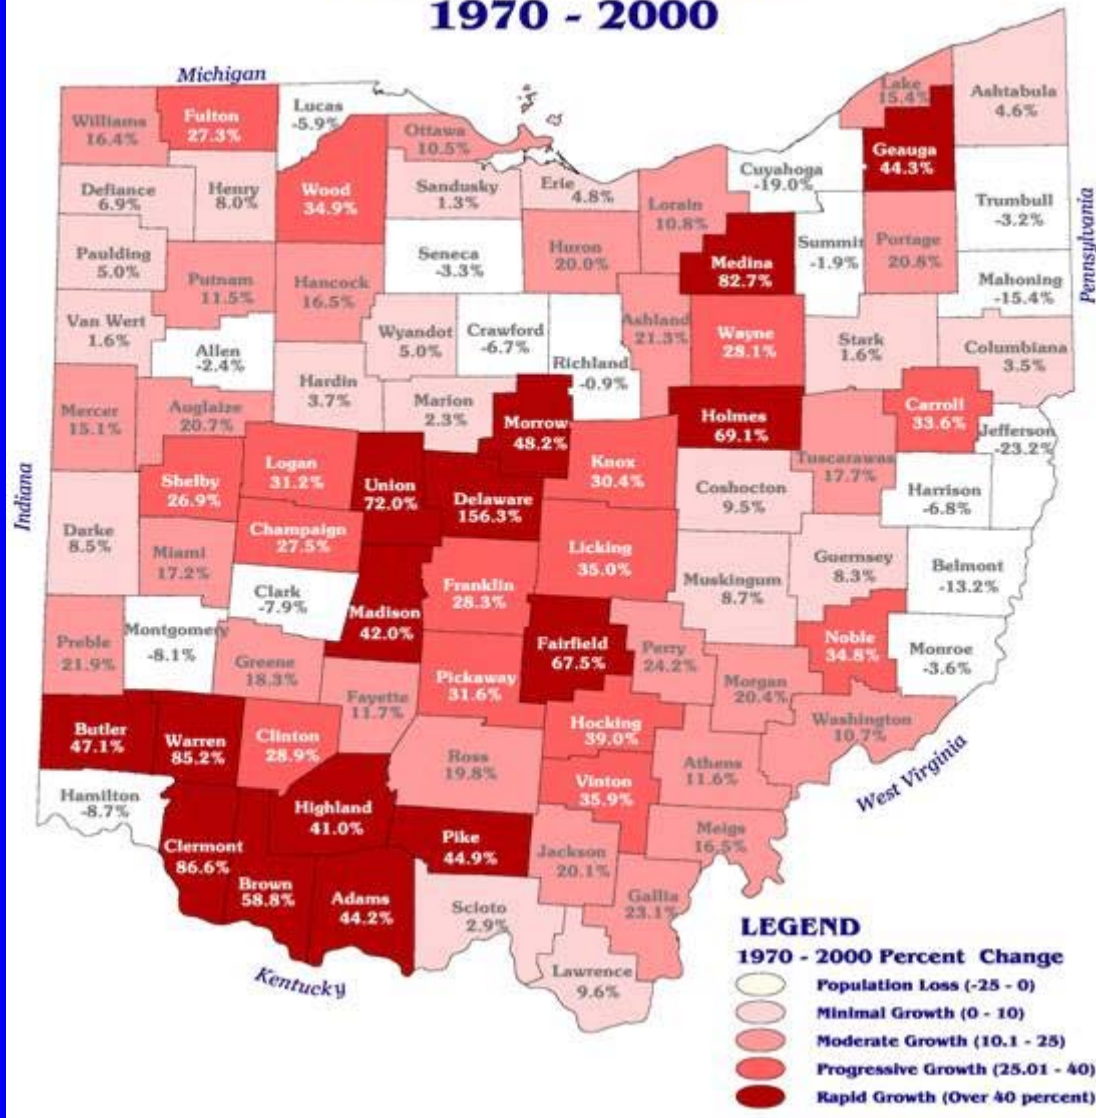 1970 - 2000
Michigan
Williams
16.4%
Fulton
27.3%
Lucas
-5.9%
Ottawa
10.5%
Lake
15.4%
Ashtabula
4.6%
Geauga
44.3%
Cuyahoga
-19.0%
Defiance
6.9%
Henry
8.0%
Wood
34.9%
Sandusky
1.3%
Erie
4.8%
Lorain
10.8%
Trumbull
-3.2%
Pennsylvania
Paulding
5.0%
Putnam
11.5%
Hancock
16.5%
Seneca
-3.3%
Huron
20.0%
Medina
82.7%
Summit
-1.9%
Portage
20.8%
Mahoning
-15.4%
Van Wert
1.6%
Allen
-2.4%
Wyandot
5.0%
Crawford
-6.7%
Richland
-0.9%
Ashland
21.3%
Wayne
28.1%
Stark
1.6%
Columbiana
3.5%
Mercer
15.1%
Auglaize
20.7%
Hardin
3.7%
Marion
2.3%
Morrow
48.2%
Holmes
69.1%
Carroll
33.6%
Jefferson
-23.2%
Indiana
Shelby
26.9%
Logan
31.2%
Union
72.0%
Delaware
156.3%
Knox
30.4%
Coshocton
9.5%
Tuscarawas
17.7%
Harrison
-6.8%
Darke
8.5%
Miami
17.2%
Champaign
27.5%
Licking
35.0%
Muskingum
8.7%
Guernsey
8.3%
Belmont
-13.2%
Clark
-7.9%
Madison
42.0%
Franklin
28.3%
Preble
21.9%
Montgomery
-8.1%
Greene
18.3%
Fairfield
67.5%
Perry
24.2%
Noble
34.8%
Monroe
-3.6%
Fayette
11.7%
Pickaway
31.6%
Morgan
20.4%
Washington
10.7%
Butler
47.1%
Warren
85.2%
Clinton
28.9%
Ross
19.8%
Hocking
39.0%
Athens
11.6%
West Virginia
Hamilton
-8.7%
Highland
41.0%
Vinton
35.9%
Clermont
86.6%
Pike
44.9%
Jackson
20.1%
Meigs
16.5%
Brown
58.8%
Adams
44.2%
Scioto
2.9%
Gallia
23.1%
Lawrence
9.6%
Kentucky
LEGEND
1970 - 2000 Percent Change
Population Loss (-25 - 0)
Minimal Growth (0 - 10)
Moderate Growth (10.1 - 25)
Progressive Growth (25.01 - 40)
Rapid Growth (Over 40 percent)